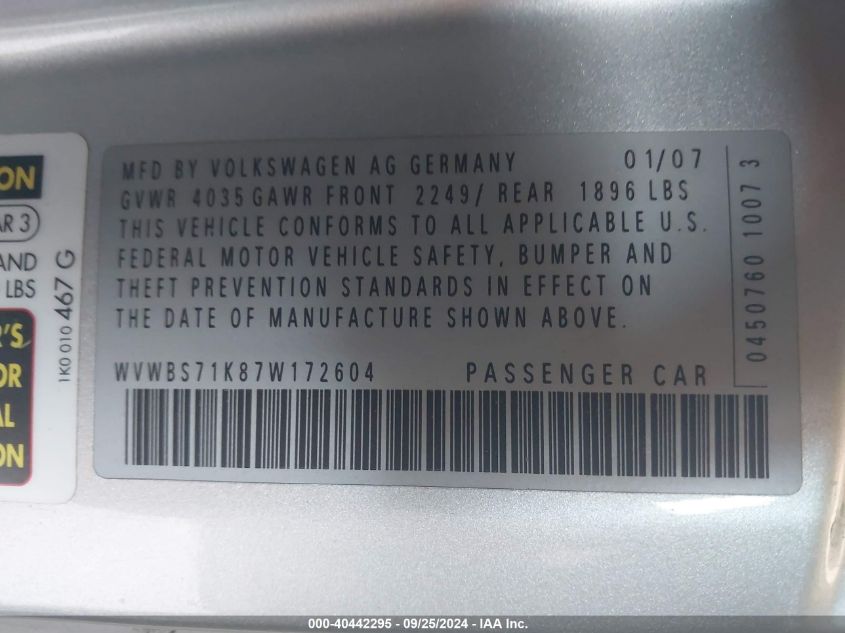 ON
AR 3
AND
LBS
R'S
OR
AL
ON
1K0 010 467 G
MFD BY VOLKSWAGEN AG GERMANY 01/07
GVWR 4035 GAWR FRONT 2249/ REAR 1896 LBS
THIS VEHICLE CONFORMS TO ALL APPLICABLE U.S.
FEDERAL MOTOR VEHICLE SAFETY, BUMPER AND
THEFT PREVENTION STANDARDS IN EFFECT ON
THE DATE OF MANUFACTURE SHOWN ABOVE.
WVWBS71K87W172604 PASSENGER CAR
0450760 1007 3
000-40442295 - 09/25/2024 - IAA Inc.